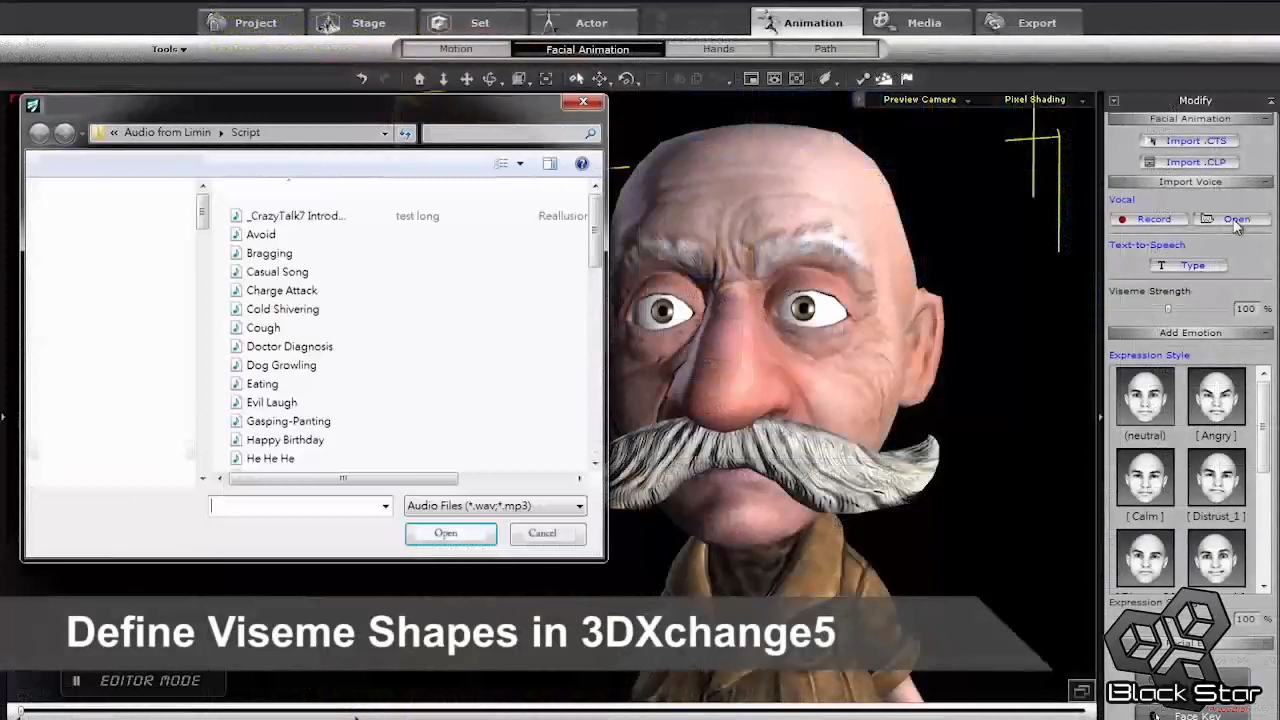 Project
Stage
Set
Actor
Animation
Media
Export
Tools
Motion
Facial Animation
Hands
Path
Preview Camera
Pixel Shading
Audio from Limin
Script
_CrazyTalk7 Introd...
test long
Reallusion
Avoid
Bragging
Casual Song
Charge Attack
Cold Shivering
Cough
Doctor Diagnosis
Dog Growling
Eating
Evil Laugh
Gasping-Panting
Happy Birthday
He He He
Audio Files (*.wav;*.mp3)
Open
Cancel
Modify
Facial Animation
Import .CTS
Import .CLP
Import Voice
Vocal
Record
Open
Text-to-Speech
Type
Viseme Strength
100 %
Add Emotion
Expression Style
(neutral)
[ Angry ]
[ Calm ]
[ Distrust_1 ]
100 %
Define Viseme Shapes in 3DXchange5
EDITOR MODE
Black Star
Face Key